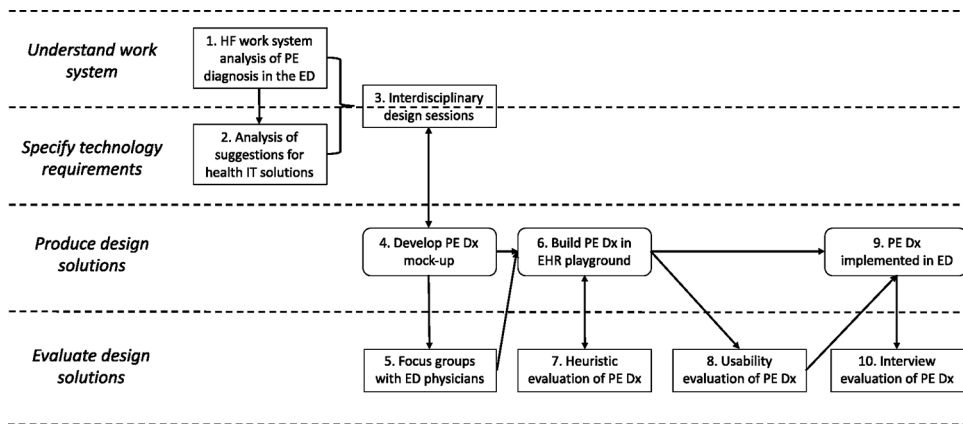 Understand work
system
1. HF work system
analysis of PE
diagnosis in the ED
3. Interdisciplinary
design sessions
Specify technology
requirements
2. Analysis of
suggestions for
health IT solutions
Produce design
solutions
4. Develop PE Dx
mock-up
6. Build PE Dx in
EHR playground
9. PE Dx
implemented in ED
Evaluate design
solutions
5. Focus groups
with ED physicians
7. Heuristic
evaluation of PE Dx
8. Usability
evaluation of PE Dx
10. Interview
evaluation of PE Dx